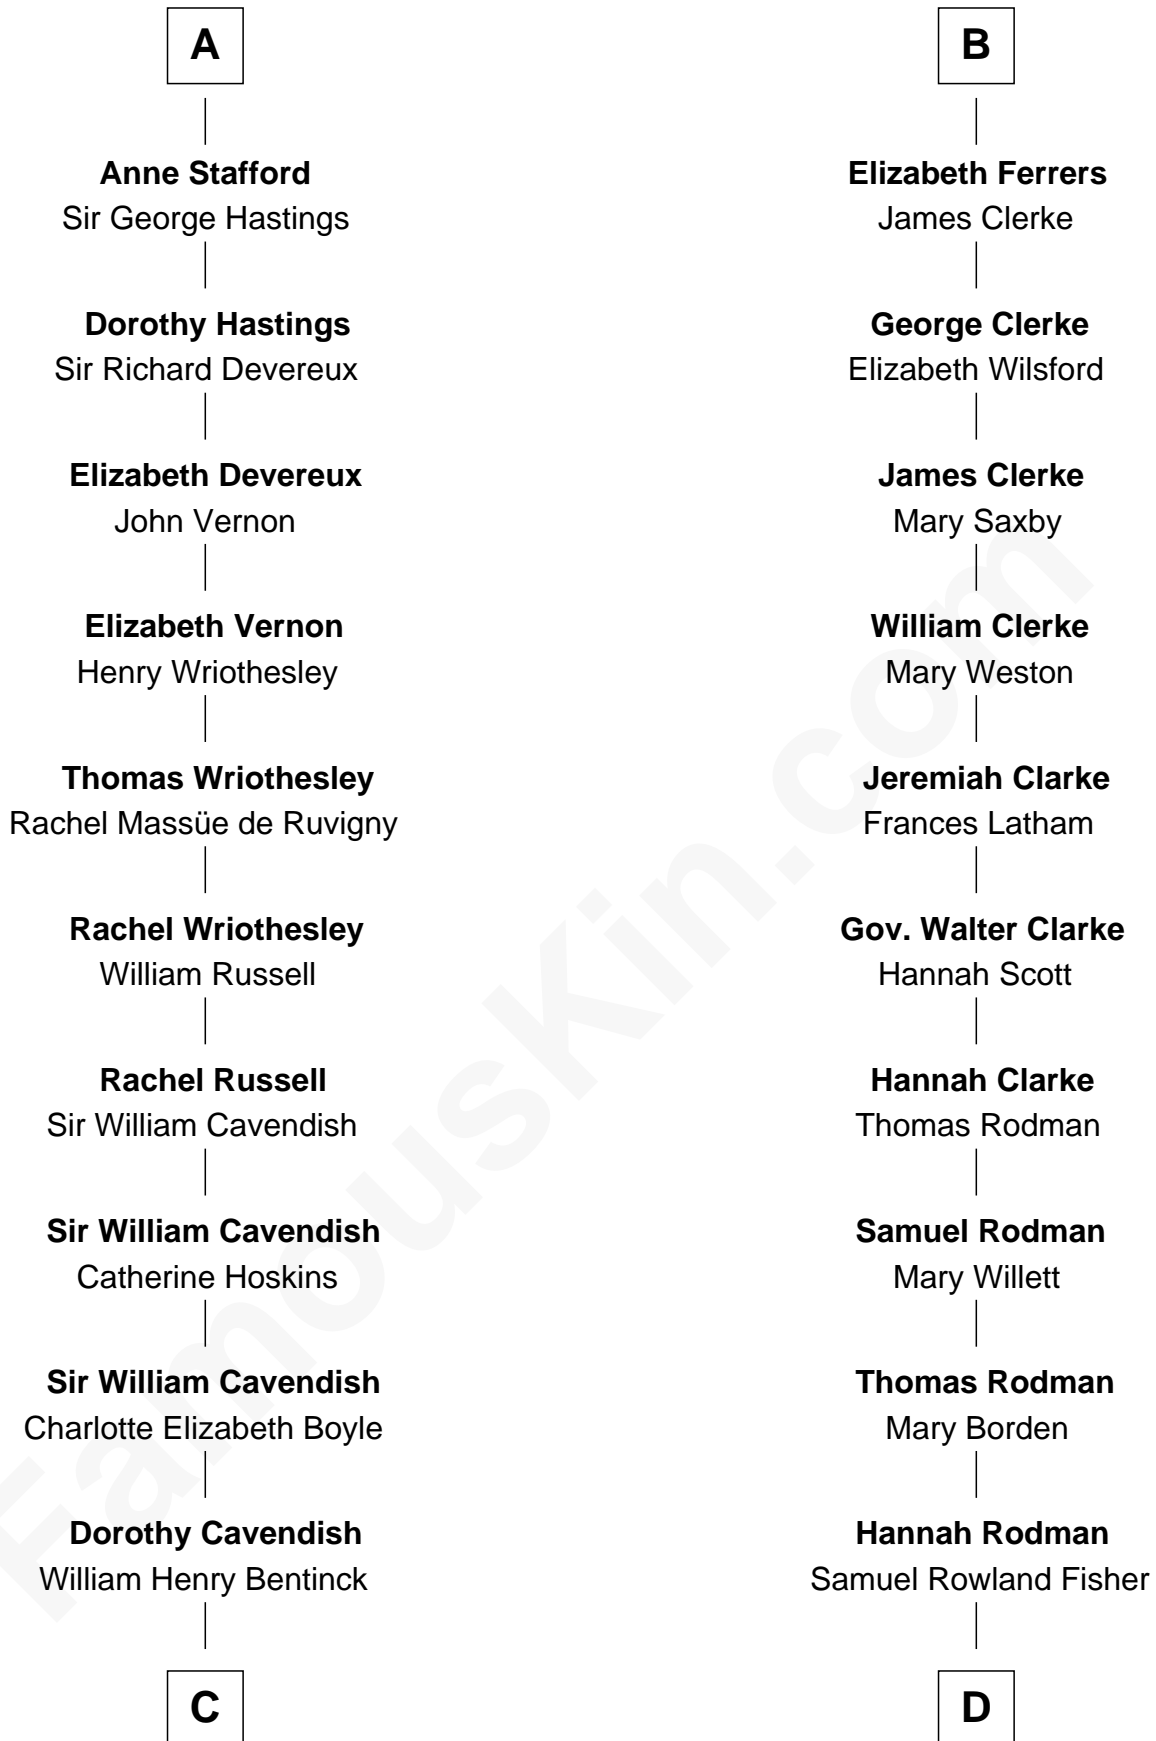 A
Anne Stafford
Sir George Hastings
Dorothy Hastings
Sir Richard Devereux
Elizabeth Devereux
John Vernon
Elizabeth Vernon
Henry Wriothesley
Thomas Wriothesley
Rachel Massüe de Ruvigny
Rachel Wriothesley
William Russell
Rachel Russell
Sir William Cavendish
Sir William Cavendish
Catherine Hoskins
Sir William Cavendish
Charlotte Elizabeth Boyle
Dorothy Cavendish
William Henry Bentinck
C
B
Elizabeth Ferrers
James Clerke
George Clerke
Elizabeth Wilsford
James Clerke
Mary Saxby
William Clerke
Mary Weston
Jeremiah Clarke
Frances Latham
Gov. Walter Clarke
Hannah Scott
Hannah Clarke
Thomas Rodman
Samuel Rodman
Mary Willett
Thomas Rodman
Mary Borden
Hannah Rodman
Samuel Rowland Fisher
D
FamousKin.com